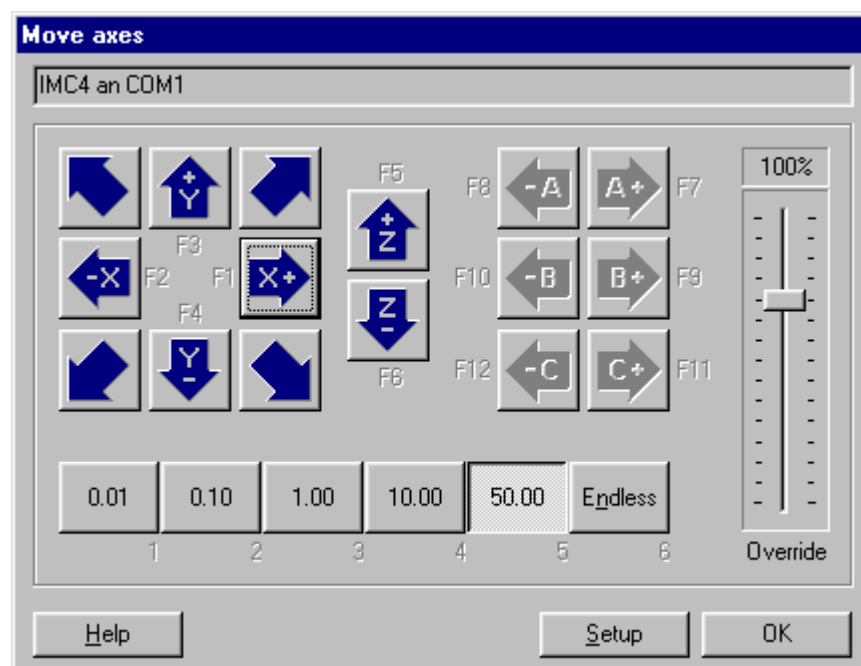 Move axes
IMC4 an COM1
+
Y
F3
-X
F2
F1
X+
F4
Y
-
F5
+
Z
Z
-
F6
F8
-A
A+
F7
F10
-B
B+
F9
F12
-C
C+
F11
100%
Override
0.01
0.10
1.00
10.00
50.00
Endless
1
2
3
4
5
6
Help
Setup
OK